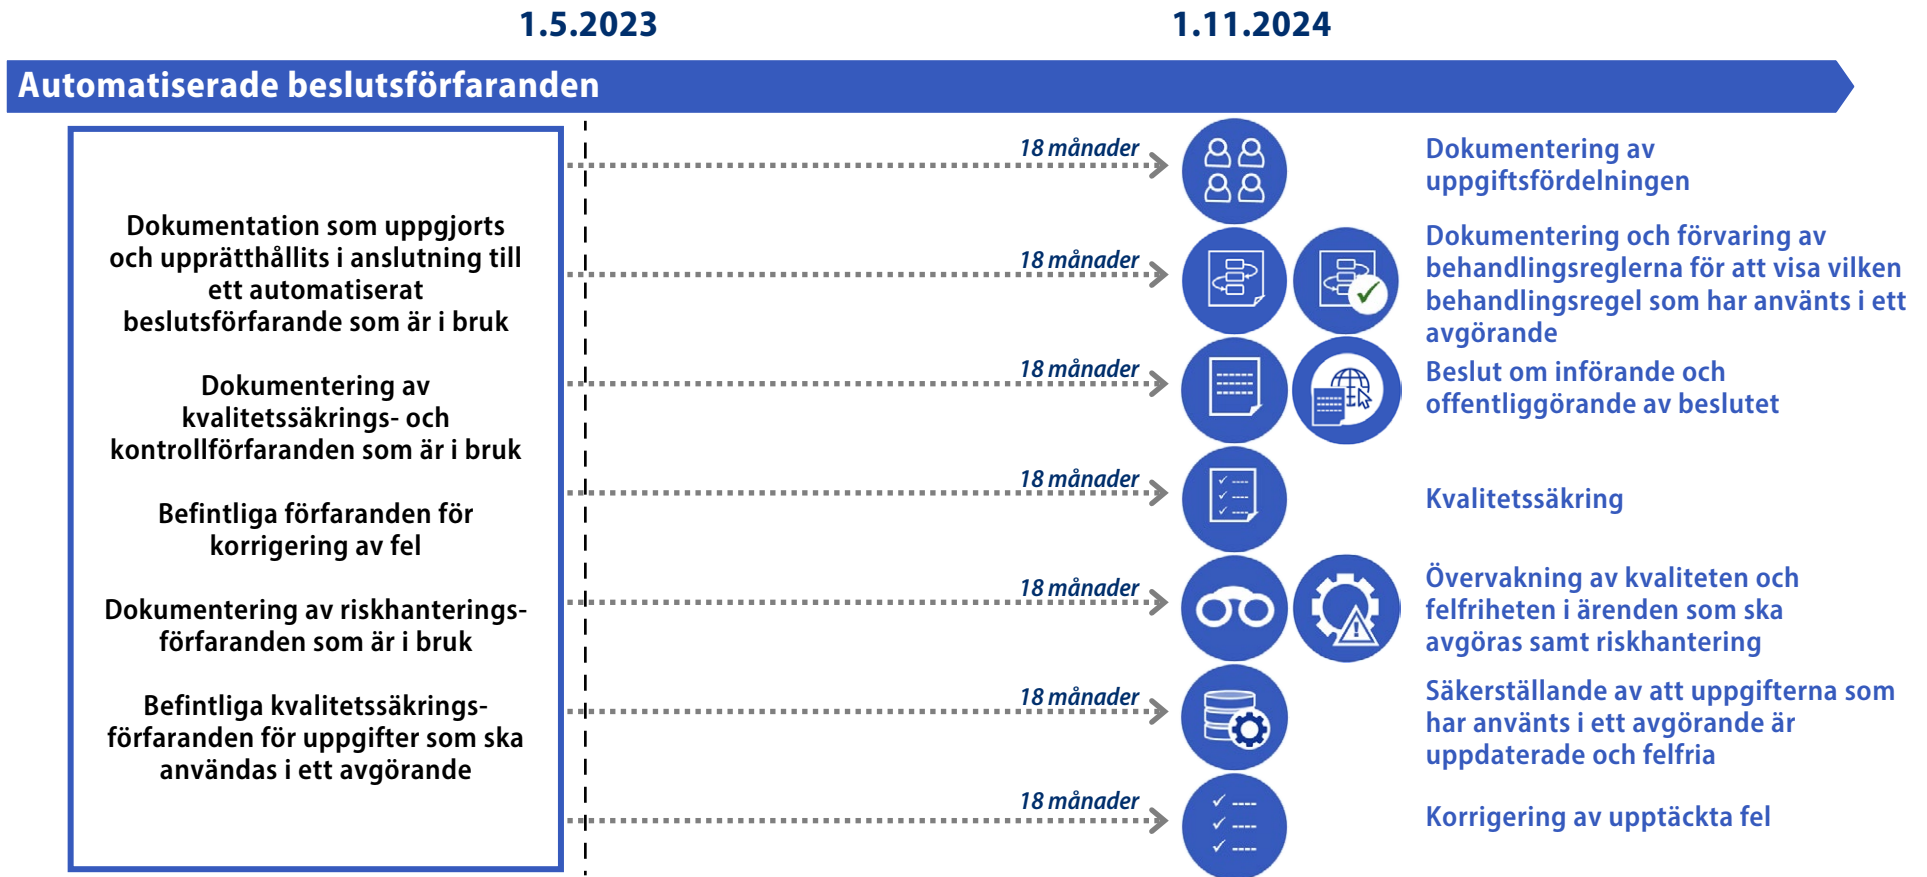 1.5.2023
1.11.2024
Automatiserade beslutsförfaranden
Dokumentation som uppgjorts
och upprätthållits i anslutning till
ett automatiserat
beslutsförfarande som är i bruk
Dokumentering av
kvalitetssäkrings- och
kontrollförfaranden som är i bruk
Befintliga förfaranden för
korrigering av fel
Dokumentering av riskhanterings-
förfaranden som är i bruk
Befintliga kvalitetssäkrings-
förfaranden för uppgifter som ska
användas i ett avgörande
18 månader
Dokumentering av
uppgiftsfördelningen
18 månader
Dokumentering och förvaring av
behandlingsreglerna för att visa vilken
behandlingsregel som har använts i ett
avgörande
18 månader
Beslut om införande och
offentliggörande av beslutet
18 månader
Kvalitetssäkring
18 månader
Övervakning av kvaliteten och
felfriheten i ärenden som ska
avgöras samt riskhantering
18 månader
Säkerställande av att uppgifterna som
har använts i ett avgörande är
uppdaterade och felfria
18 månader
Korrigering av upptäckta fel